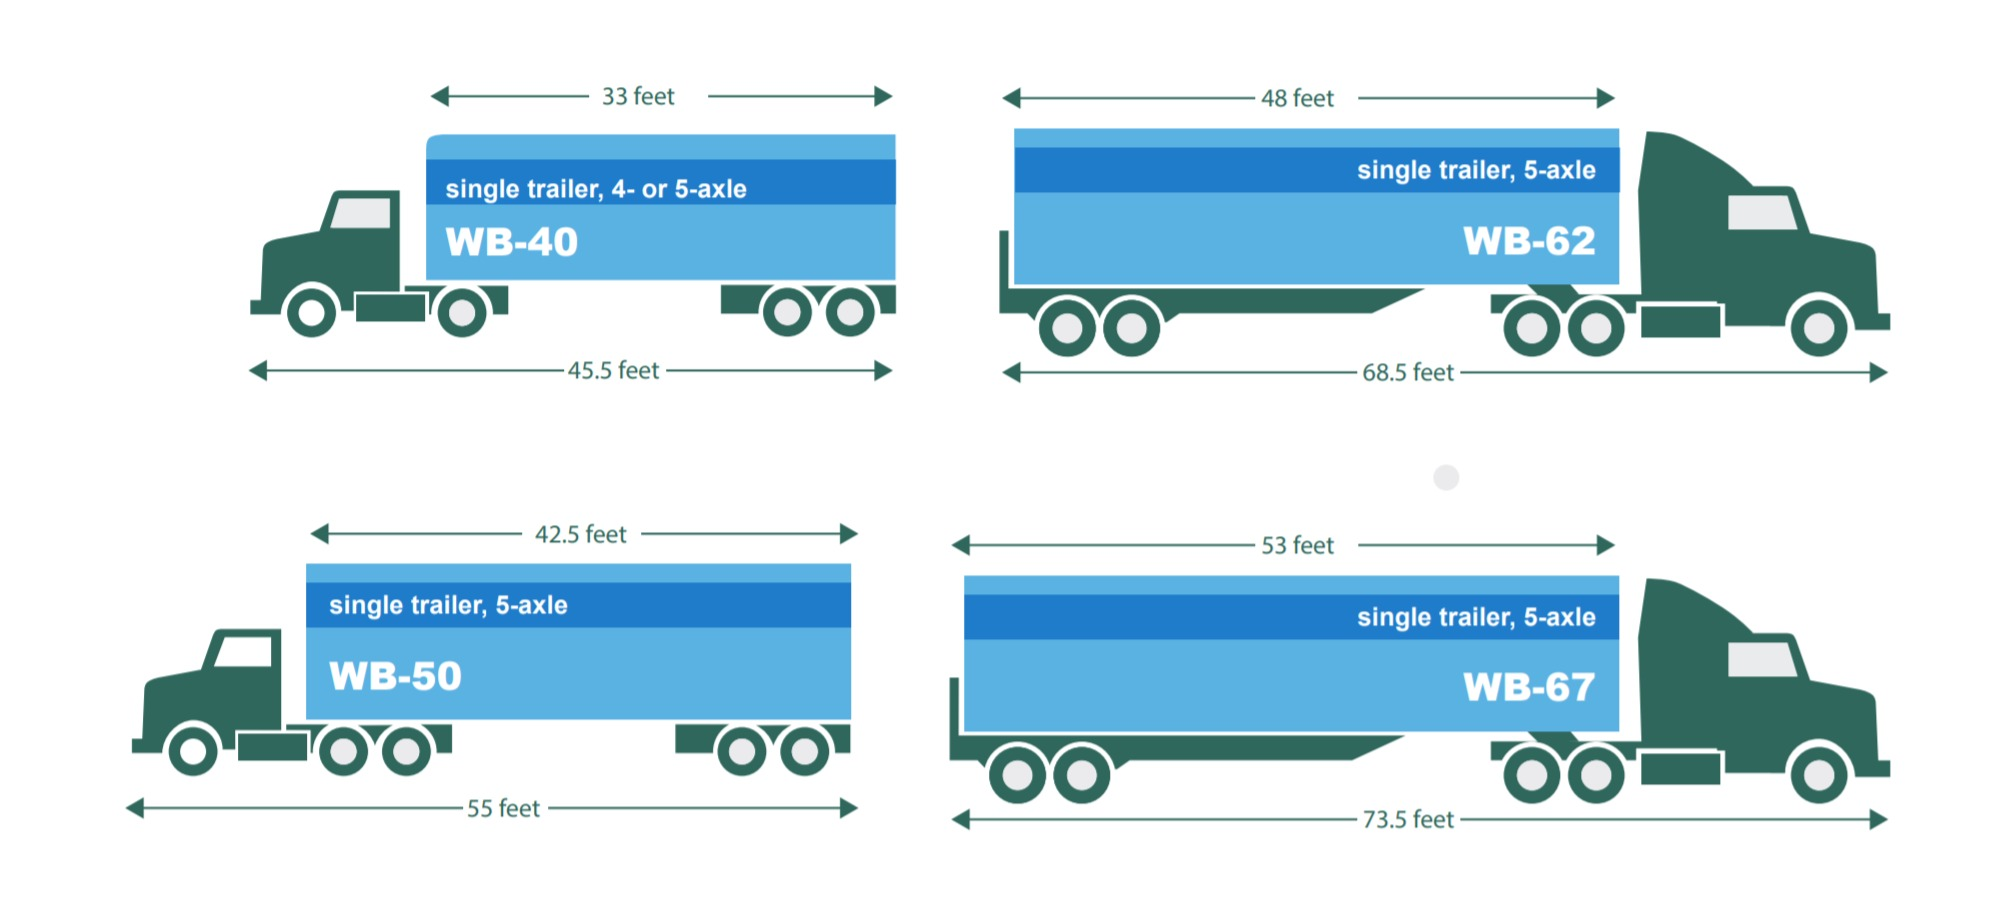 33 feet
single trailer, 4- or 5-axle
WB-40
45.5 feet
48 feet
single trailer, 5-axle
WB-62
68.5 feet
42.5 feet
single trailer, 5-axle
WB-50
55 feet
53 feet
single trailer, 5-axle
WB-67
73.5 feet